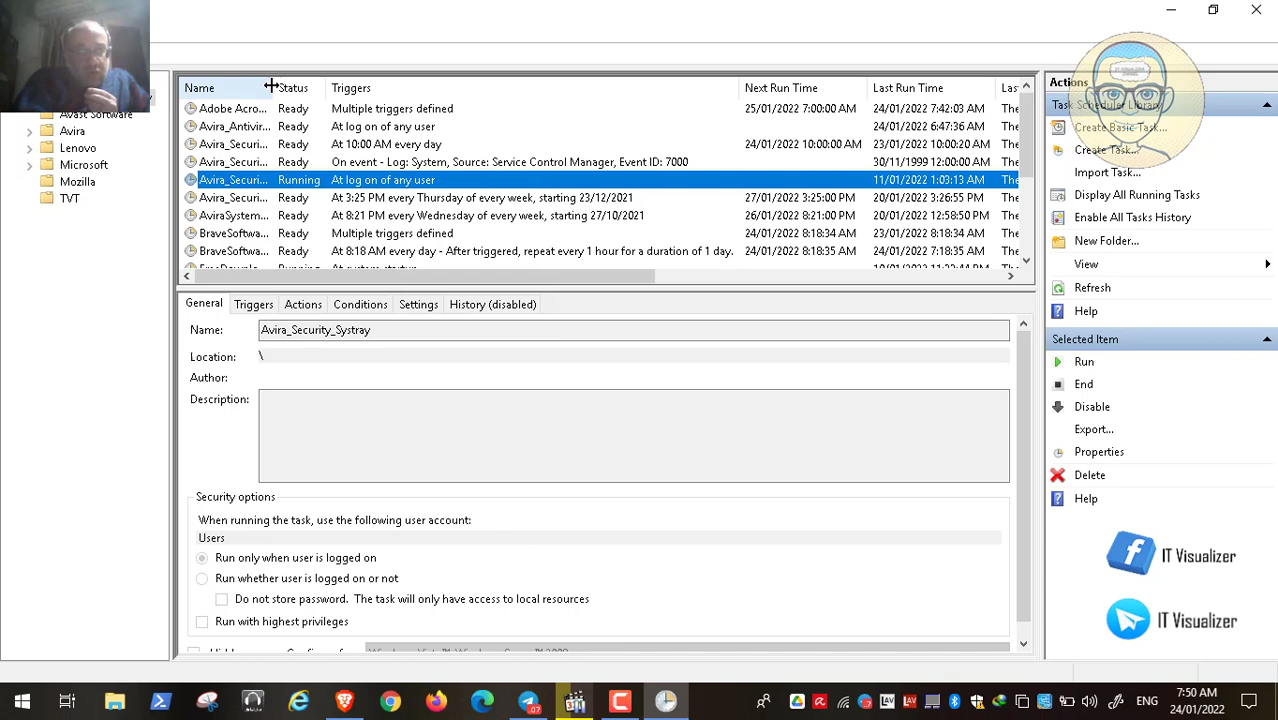 Name Status Triggers Next Run Time Last Run Time Las
Adobe Acro... Ready Multiple triggers defined 25/01/2022 7:00:00 AM 24/01/2022 7:42:03 AM The
Avira_Antivir... Ready At log on of any user 24/01/2022 6:47:36 AM The
Avira_Securi... Ready At 10:00 AM every day 24/01/2022 10:00:00 AM 23/01/2022 10:00:20 AM The
Avira_Securi... Ready On event - Log: System, Source: Service Control Manager, Event ID: 7000 30/11/1999 12:00:00 AM The
Avira_Securi... Running At log on of any user 11/01/2022 1:03:13 AM The
Avira_Securi... Ready At 3:25 PM every Thursday of every week, starting 23/12/2021 27/01/2022 3:25:00 PM 20/01/2022 3:26:55 PM The
AviraSystem... Ready At 8:21 PM every Wednesday of every week, starting 27/10/2021 26/01/2022 8:21:00 PM 20/01/2022 12:58:50 PM The
BraveSoftwa... Ready Multiple triggers defined 24/01/2022 8:18:34 AM 23/01/2022 8:18:34 AM The
BraveSoftwa... Ready At 8:18 AM every day - After triggered, repeat every 1 hour for a duration of 1 day. 24/01/2022 8:18:34 AM 24/01/2022 7:18:35 AM The
Avast Software
Avira
Lenovo
Microsoft
Mozilla
TVT
General Triggers Actions Conditions Settings History (disabled)
Name: Avira_Security_Systray
Location: \
Author:
Description:
Security options
When running the task, use the following user account:
Users
Run only when user is logged on
Run whether user is logged on or not
Do not store password. The task will only have access to local resources
Run with highest privileges
Actions
Task Scheduler Library
Create Basic Task...
Create Task...
Import Task...
Display All Running Tasks
Enable All Tasks History
New Folder...
View
Refresh
Help
Selected Item
Run
End
Disable
Export...
Properties
Delete
Help
IT Visualizer
IT Visualizer
ENG
7:50 AM
24/01/2022